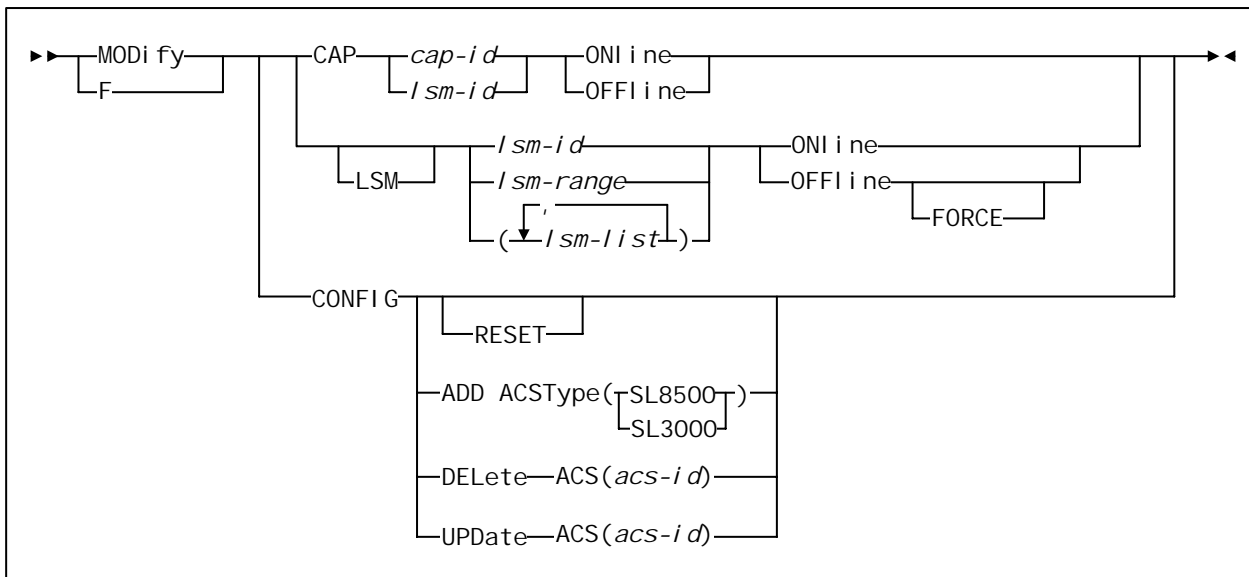 MODify CAP cap-id ONline
F lsm-id OFFline
lsm-id ONline
LSM lsm-range OFFline
,
FORCE
( lsm-list )
CONFIG
RESET
ADD ACSType( SL8500 )
SL3000
DELete ACS(acs-id)
UPDate ACS(acs-id)